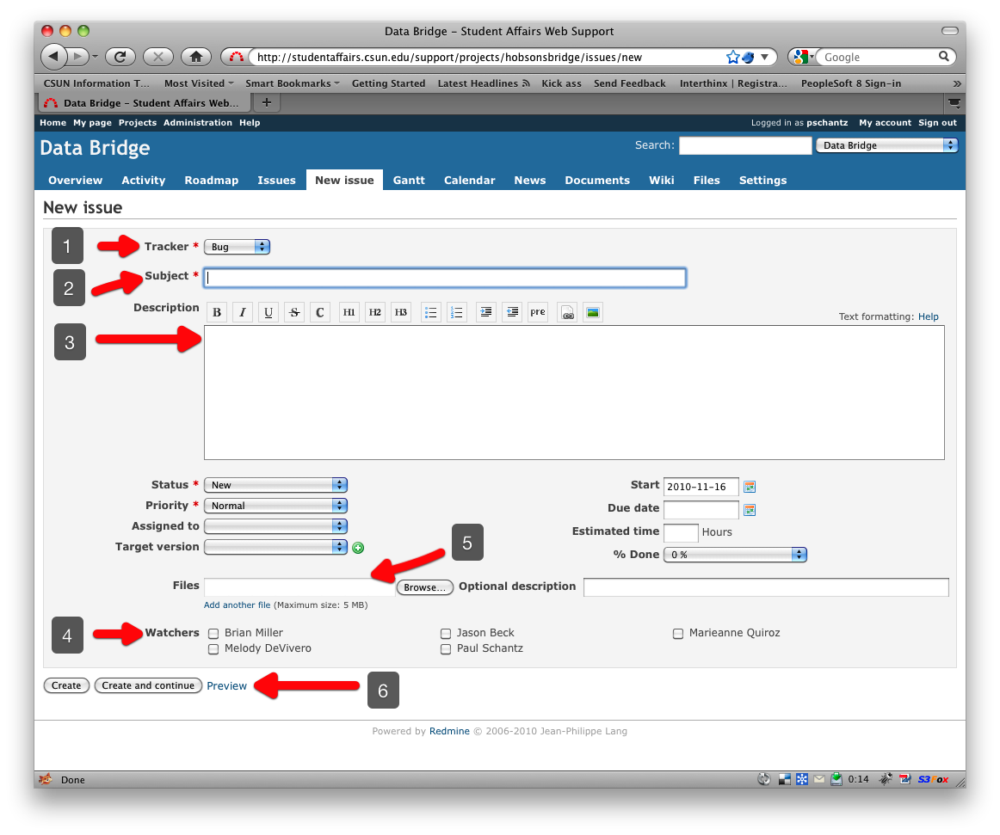 Data Bridge – Student Affairs Web Support
http://studentaffairs.csun.edu/support/projects/hobsonsbridge/issues/new
Google
CSUN Information T... Most Visited Smart Bookmarks Getting Started Latest Headlines Kick ass Send Feedback Interthinx | Registra... PeopleSoft 8 Sign-in »
Data Bridge – Student Affairs Web... +
Home My page Projects Administration Help Logged in as pschantz My account Sign out
Data Bridge Search: Data Bridge
Overview Activity Roadmap Issues New issue Gantt Calendar News Documents Wiki Files Settings
New issue
1 Tracker * Bug
2 Subject *
Description B I U S C H1 H2 H3 pre
Text formatting: Help
3
Status * New Start 2010-11-16
Priority * Normal Due date
Assigned to Estimated time Hours
Target version % Done 0 %
5
Files Browse... Optional description
Add another file (Maximum size: 5 MB)
4 Watchers Brian Miller Jason Beck Marieanne Quiroz
Melody DeVivero Paul Schantz
Create Create and continue Preview 6
Powered by Redmine © 2006-2010 Jean-Philippe Lang
Done 0:14 S3Fox